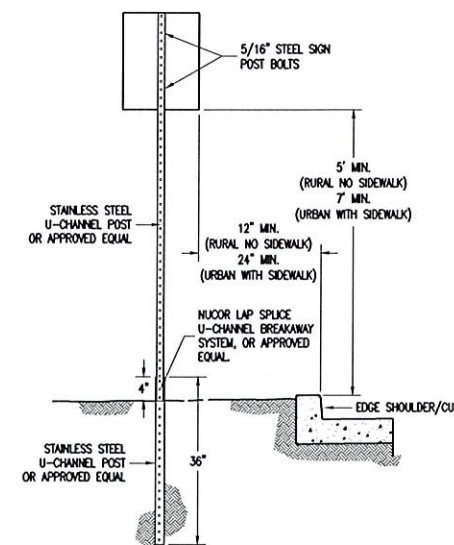 5/16" STEEL SIGN
POST BOLTS
5' MIN.
(RURAL NO SIDEWALK)
7' MIN.
(URBAN WITH SIDEWALK)
STAINLESS STEEL
U-CHANNEL POST
OR APPROVED EQUAL
12" MIN.
(RURAL NO SIDEWALK)
24" MIN.
(URBAN WITH SIDEWALK)
NUCOR LAP SPLICE
U-CHANNEL BREAKAWAY
SYSTEM, OR APPROVED
EQUAL.
4"
EDGE SHOULDER/CU
STAINLESS STEEL
U-CHANNEL POST
OR APPROVED EQUAL
36"